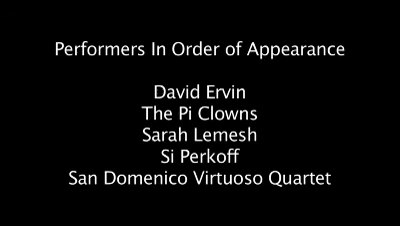 Performers In Order of Appearance
David Ervin
The Pi Clowns
Sarah Lemesh
Si Perkoff
San Domenico Virtuoso Quartet